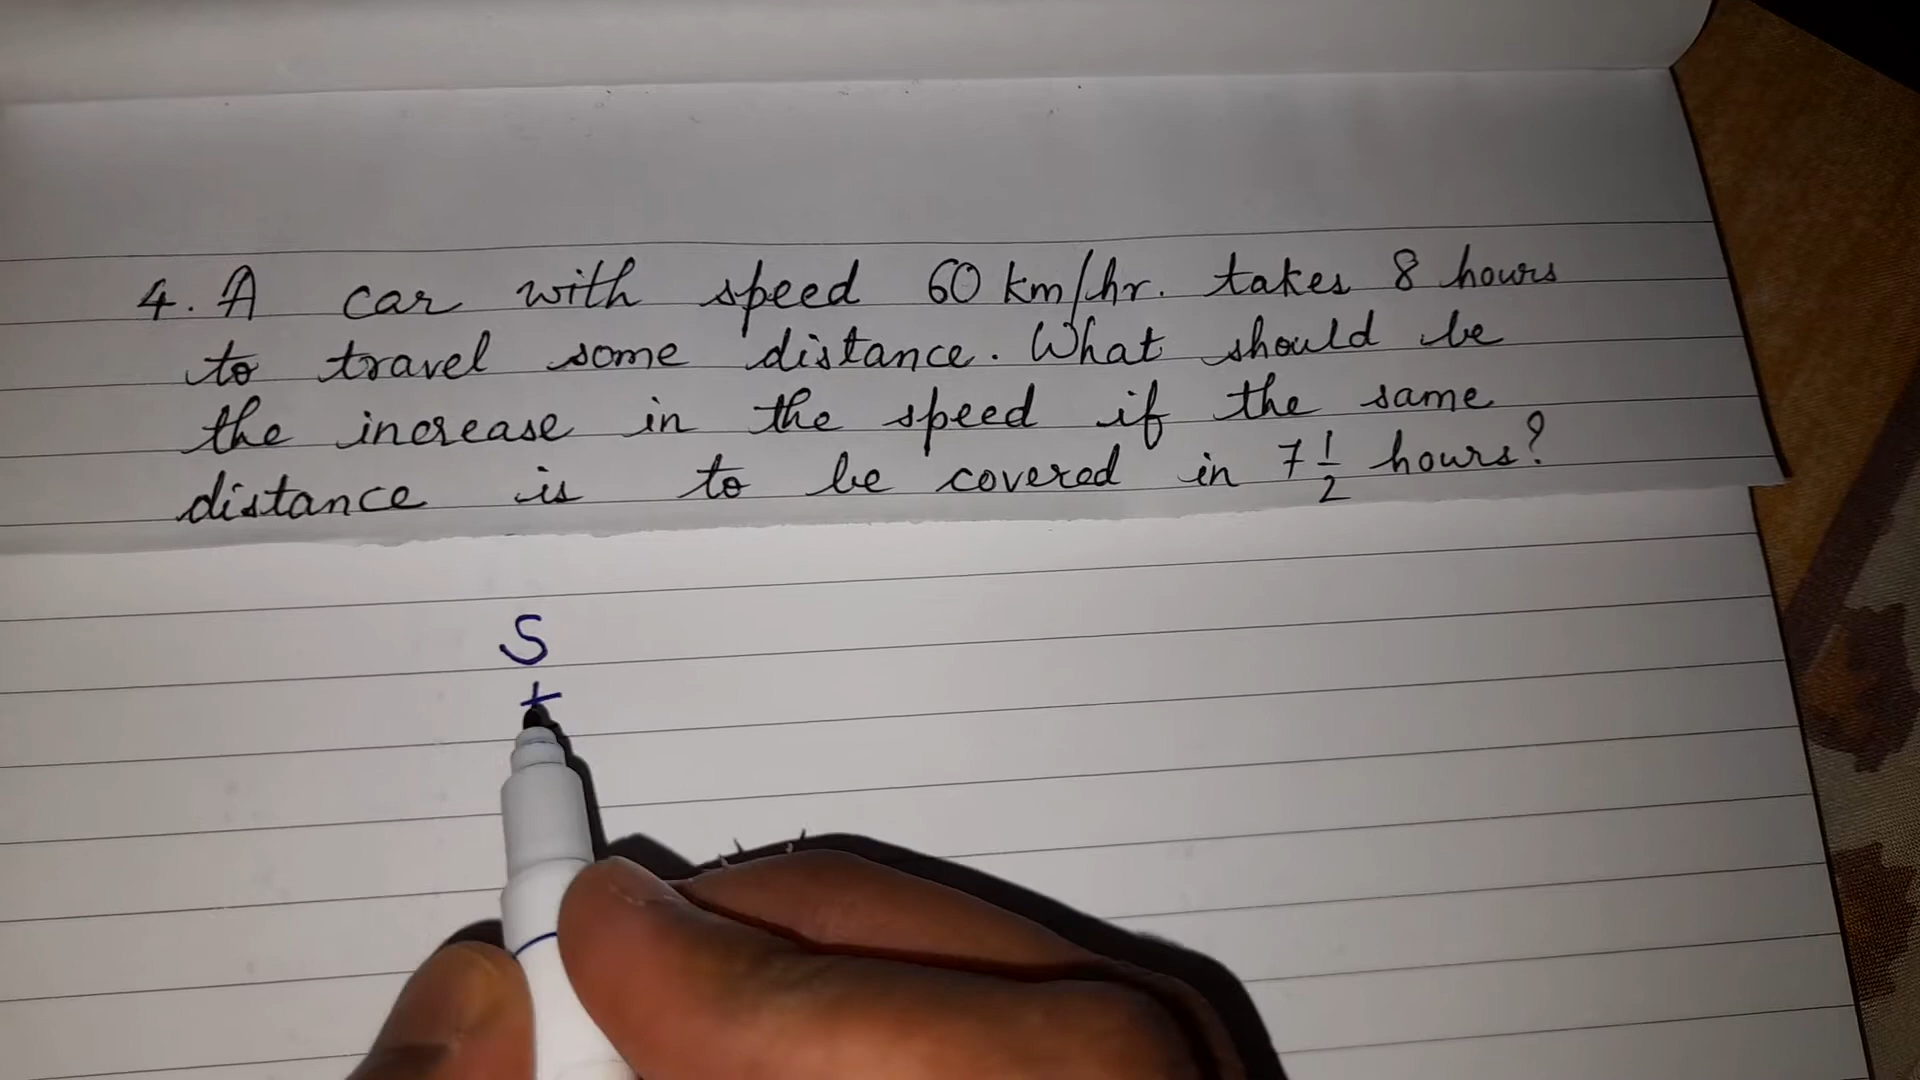 4. A car with speed 60 km/hr. takes 8 hours
to travel some distance. What should be
the increase in the speed if the same
distance is to be covered in 7 1/2 hours?
S
t